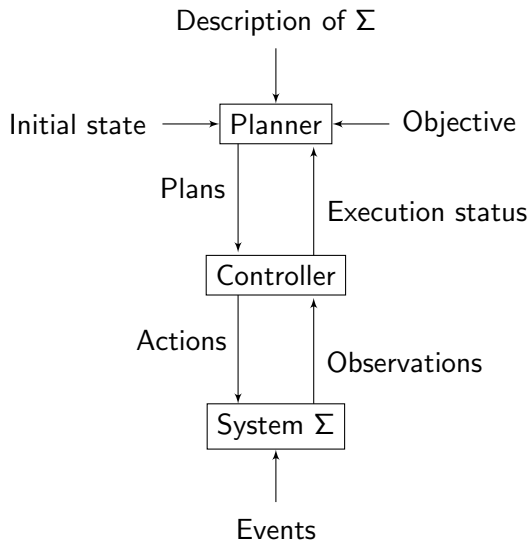 Description of Σ
Initial state
Planner
Objective
Plans
Execution status
Controller
Actions
Observations
System Σ
Events